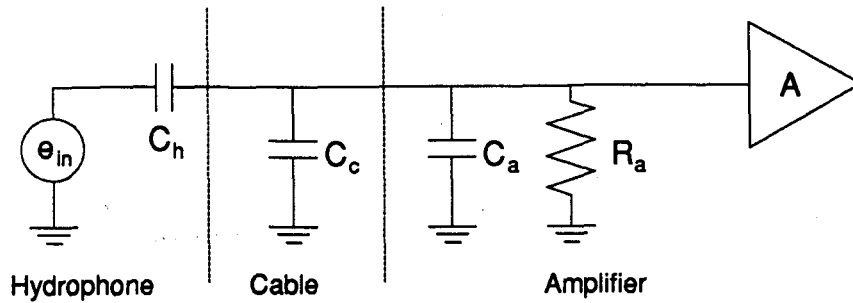 A
e_in
C_h
C_c
C_a
R_a
Hydrophone
Cable
Amplifier